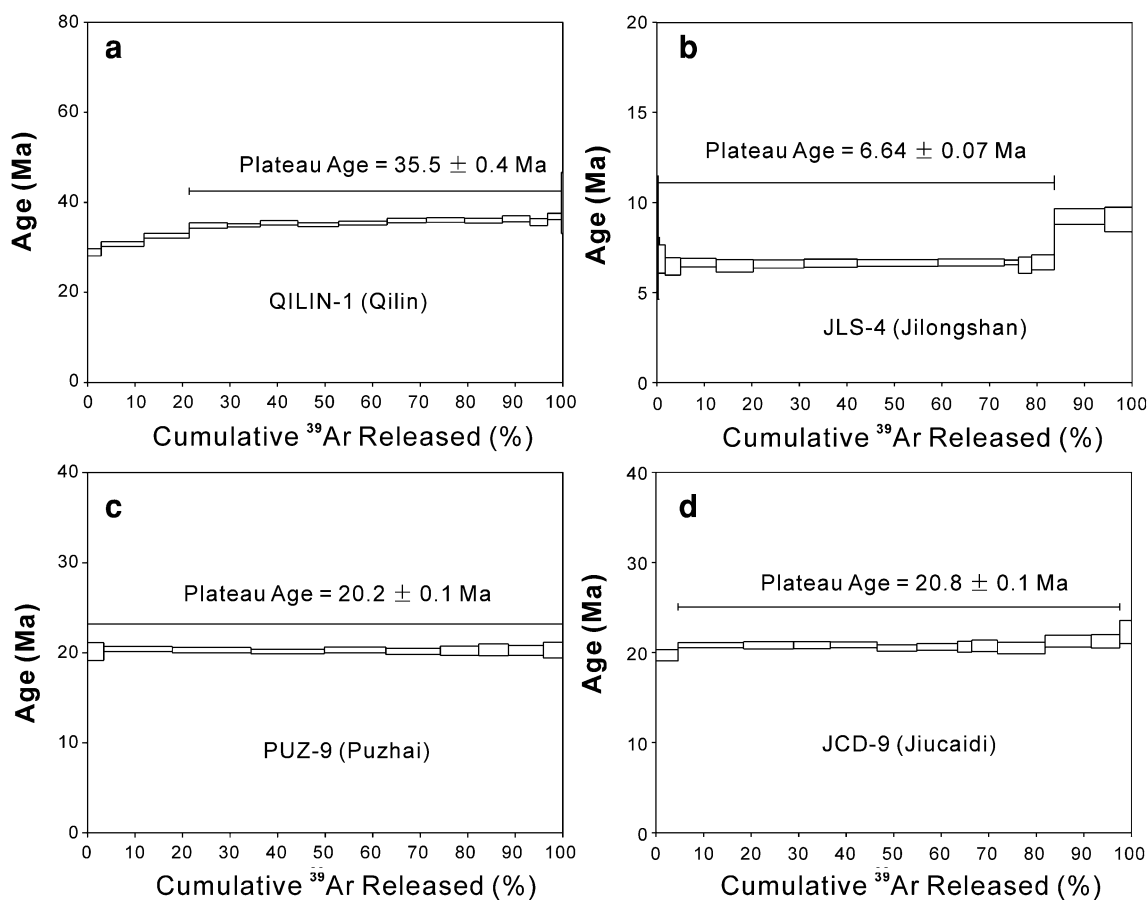 a
80
60
40
20
0
Age (Ma)
Plateau Age = 35.5 ± 0.4 Ma
QILIN-1 (Qilin)
0 10 20 30 40 50 60 70 80 90 100
Cumulative ³⁹Ar Released (%)
b
20
15
10
5
0
Age (Ma)
Plateau Age = 6.64 ± 0.07 Ma
JLS-4 (Jilongshan)
0 10 20 30 40 50 60 70 80 90 100
Cumulative ³⁹Ar Released (%)
c
40
30
20
10
0
Age (Ma)
Plateau Age = 20.2 ± 0.1 Ma
PUZ-9 (Puzhai)
0 10 20 30 40 50 60 70 80 90 100
Cumulative ³⁹Ar Released (%)
d
40
30
20
10
0
Age (Ma)
Plateau Age = 20.8 ± 0.1 Ma
JCD-9 (Jiucaidi)
0 10 20 30 40 50 60 70 80 90 100
Cumulative ³⁹Ar Released (%)